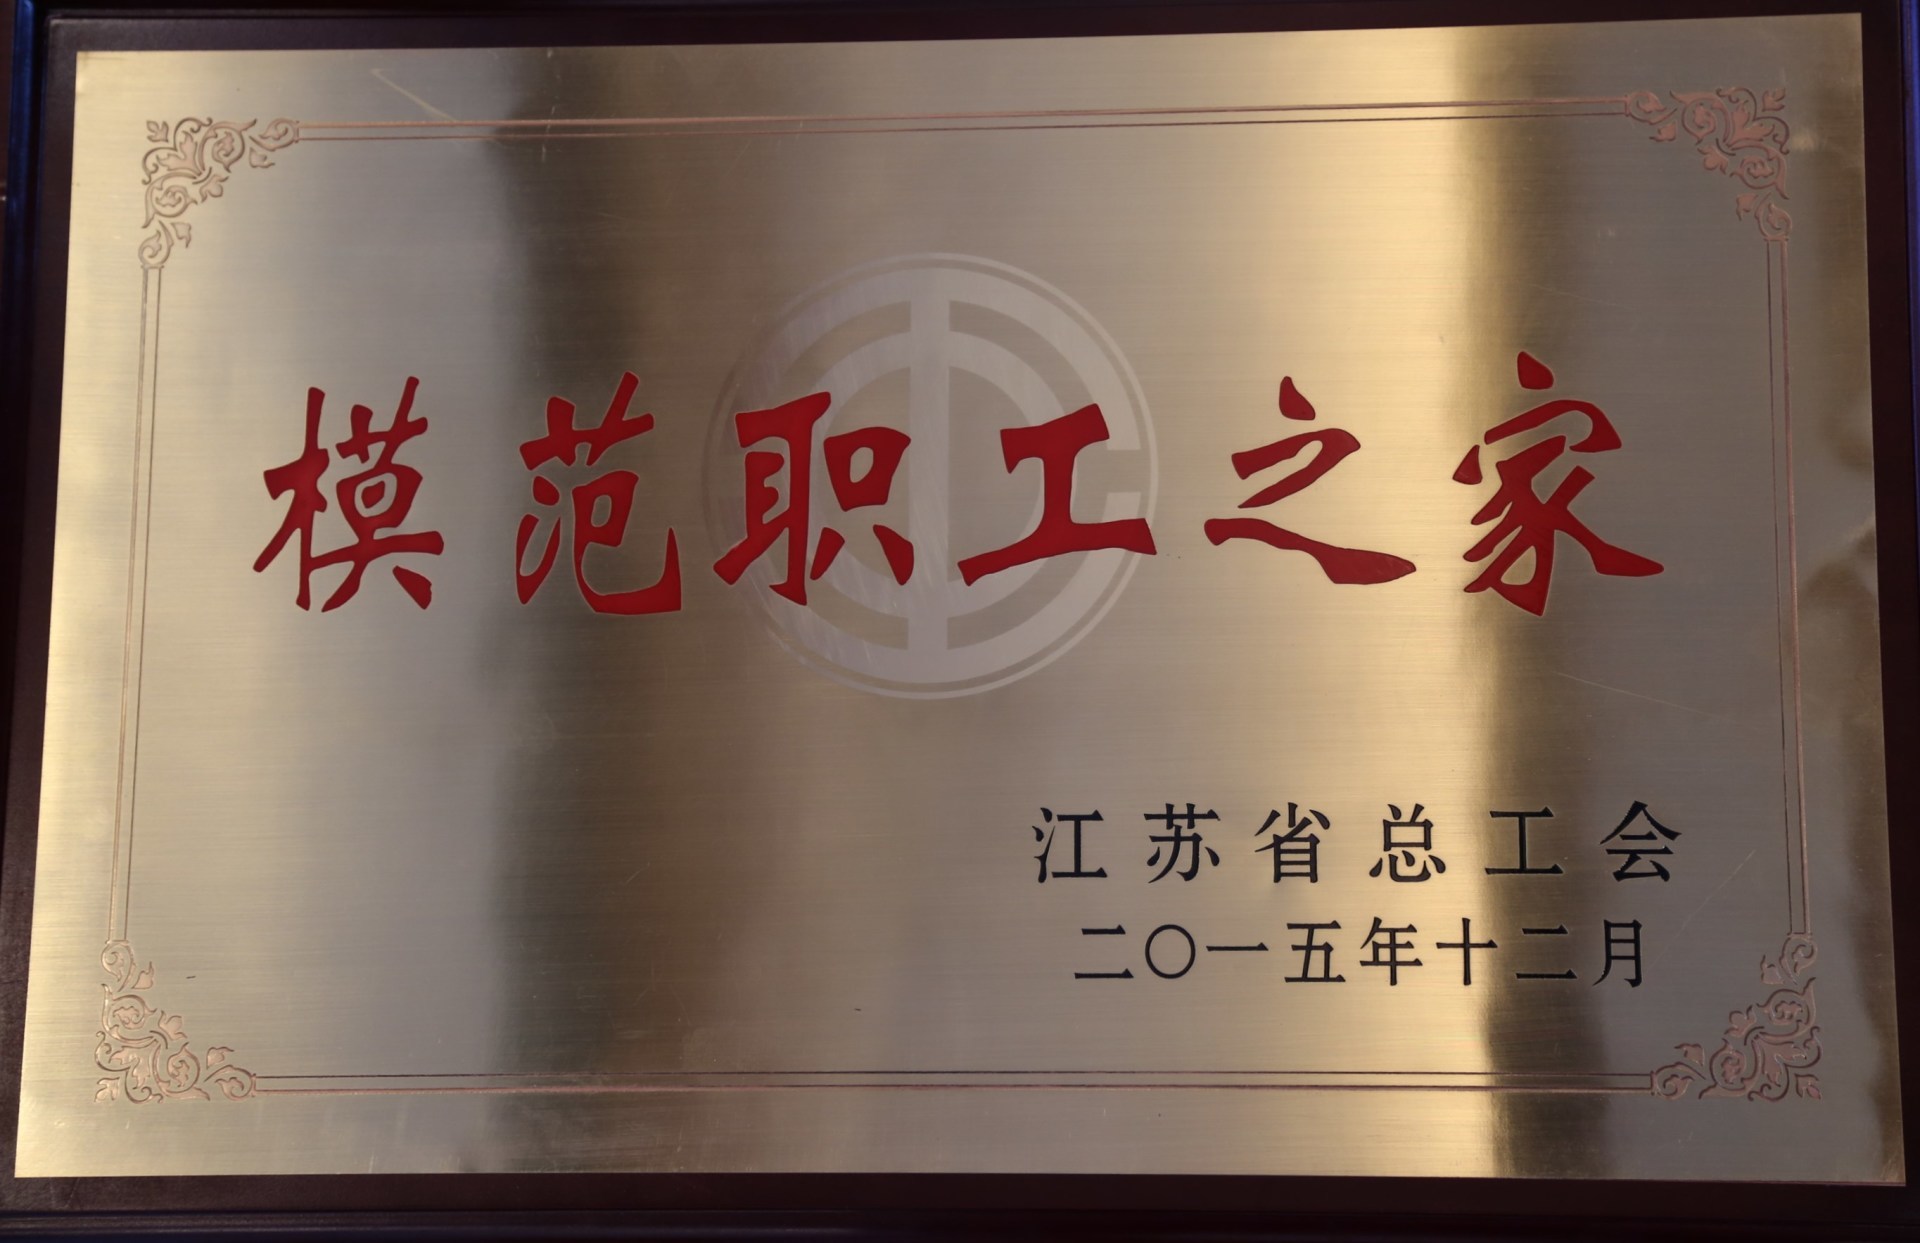 模范职工之家
江苏省总工会
二〇一五年十二月